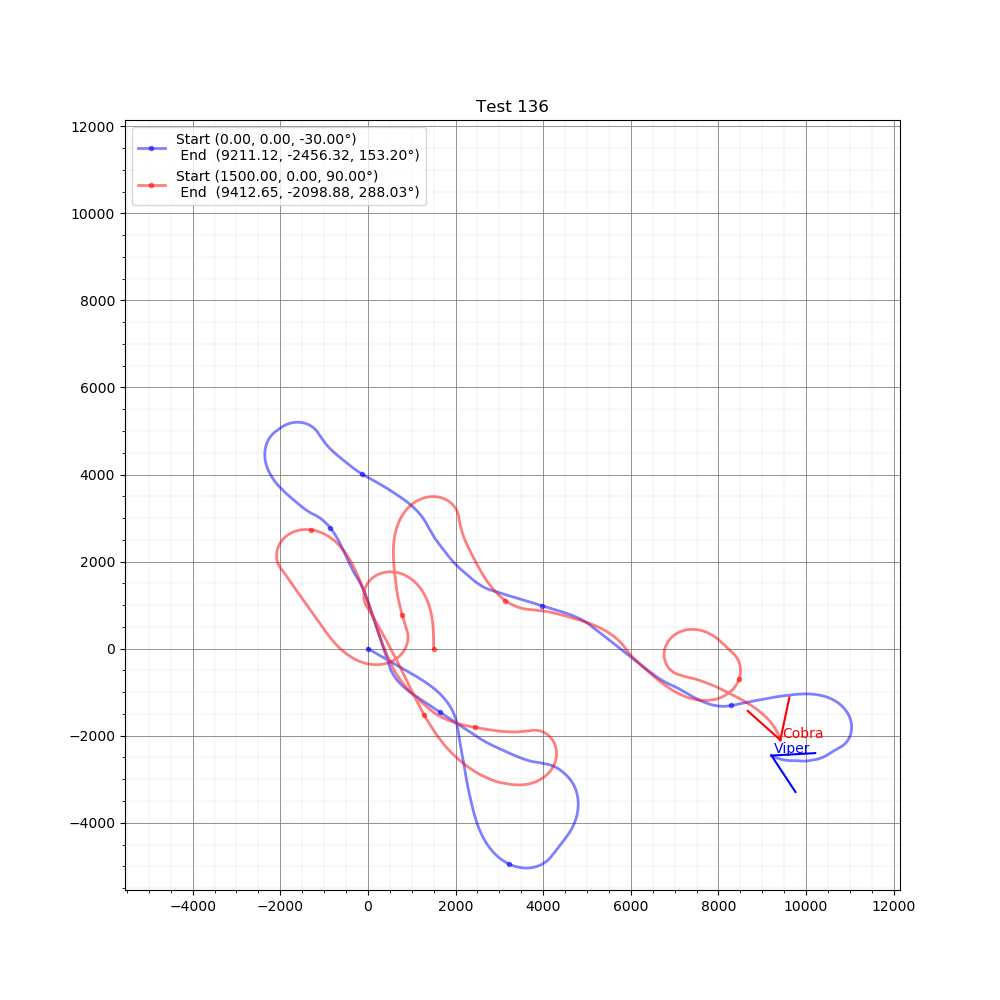 Test 136
Start (0.00, 0.00, -30.00°)
End (9211.12, -2456.32, 153.20°)
Start (1500.00, 0.00, 90.00°)
End (9412.65, -2098.88, 288.03°)
12000
10000
8000
6000
4000
2000
0
−2000
−4000
Cobra
Viper
−4000 −2000 0 2000 4000 6000 8000 10000 12000